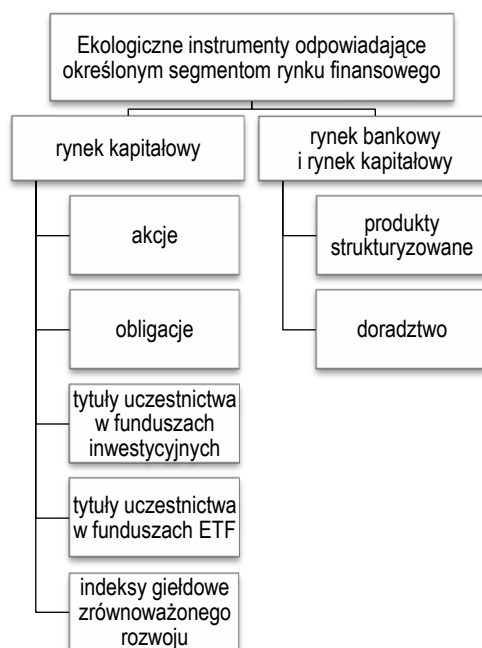 Ekologiczne instrumenty odpowiadające
określonym segmentom rynku finansowego
rynek kapitałowy
akcje
obligacje
tytuły uczestnictwa
w funduszach
inwestycyjnych
tytuły uczestnictwa
w funduszach ETF
indeksy giełdowe
zrównoważonego
rozwoju
rynek bankowy
i rynek kapitałowy
produkty
strukturyzowane
doradztwo